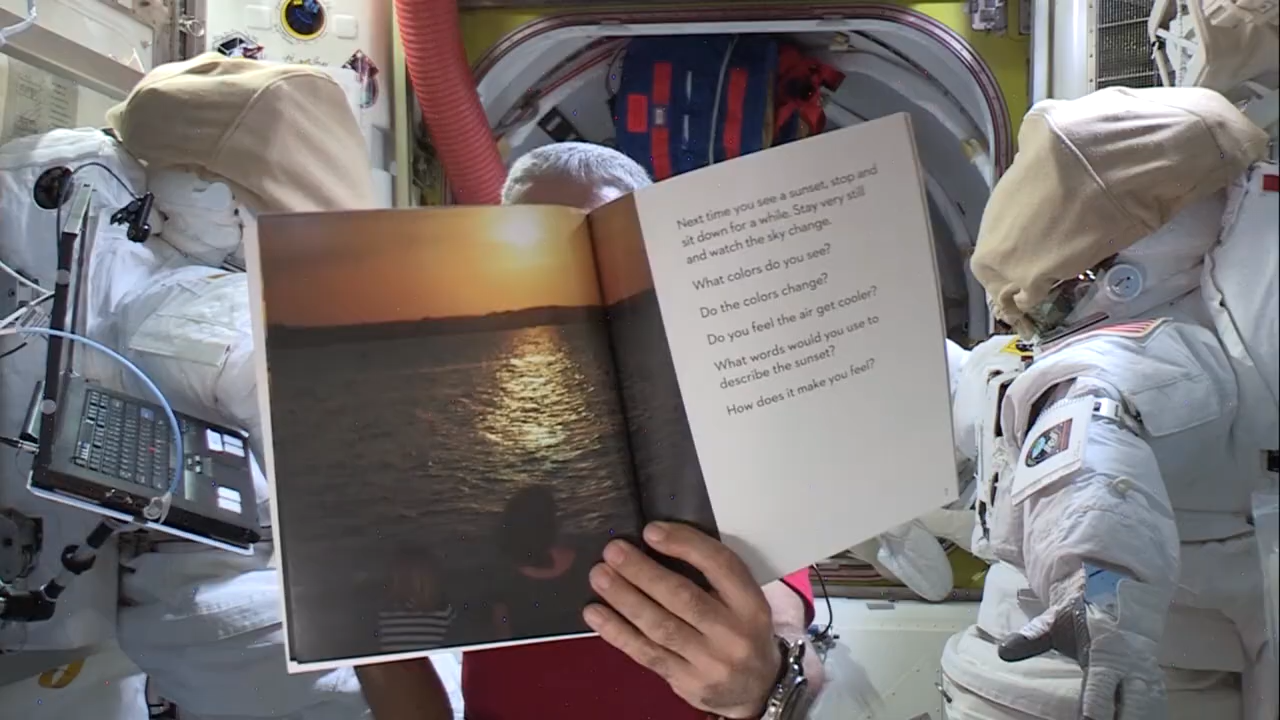 Next time you see a sunset, stop and
sit down for a while. Stay very still
and watch the sky change.
What colors do you see?
Do the colors change?
Do you feel the air get cooler?
What words would you use to
describe the sunset?
How does it make you feel?